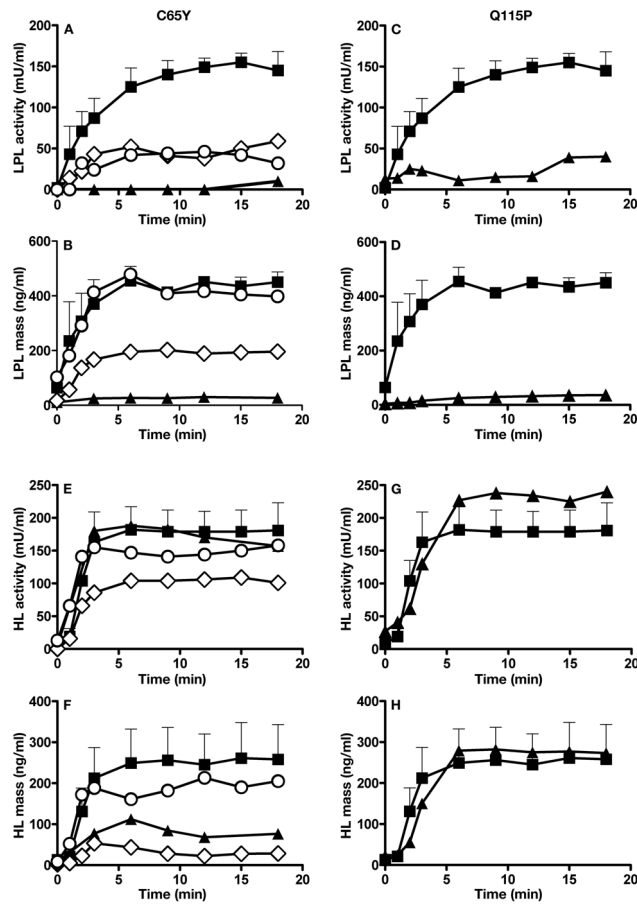 C65Y
Q115P
A
LPL activity (mU/ml)
200
150
100
50
0
0 5 10 15 20
Time (min)
C
LPL activity (mU/ml)
200
150
100
50
0
0 5 10 15 20
Time (min)
B
LPL mass (ng/ml)
600
400
200
0
0 5 10 15 20
Time (min)
D
LPL mass (ng/ml)
600
400
200
0
0 5 10 15 20
Time (min)
E
HL activity (mU/ml)
250
200
150
100
50
0
0 5 10 15 20
Time (min)
G
HL activity (mU/ml)
250
200
150
100
50
0
0 5 10 15 20
Time (min)
F
HL mass (ng/ml)
400
300
200
100
0
0 5 10 15 20
Time (min)
H
HL mass (ng/ml)
400
300
200
100
0
0 5 10 15 20
Time (min)